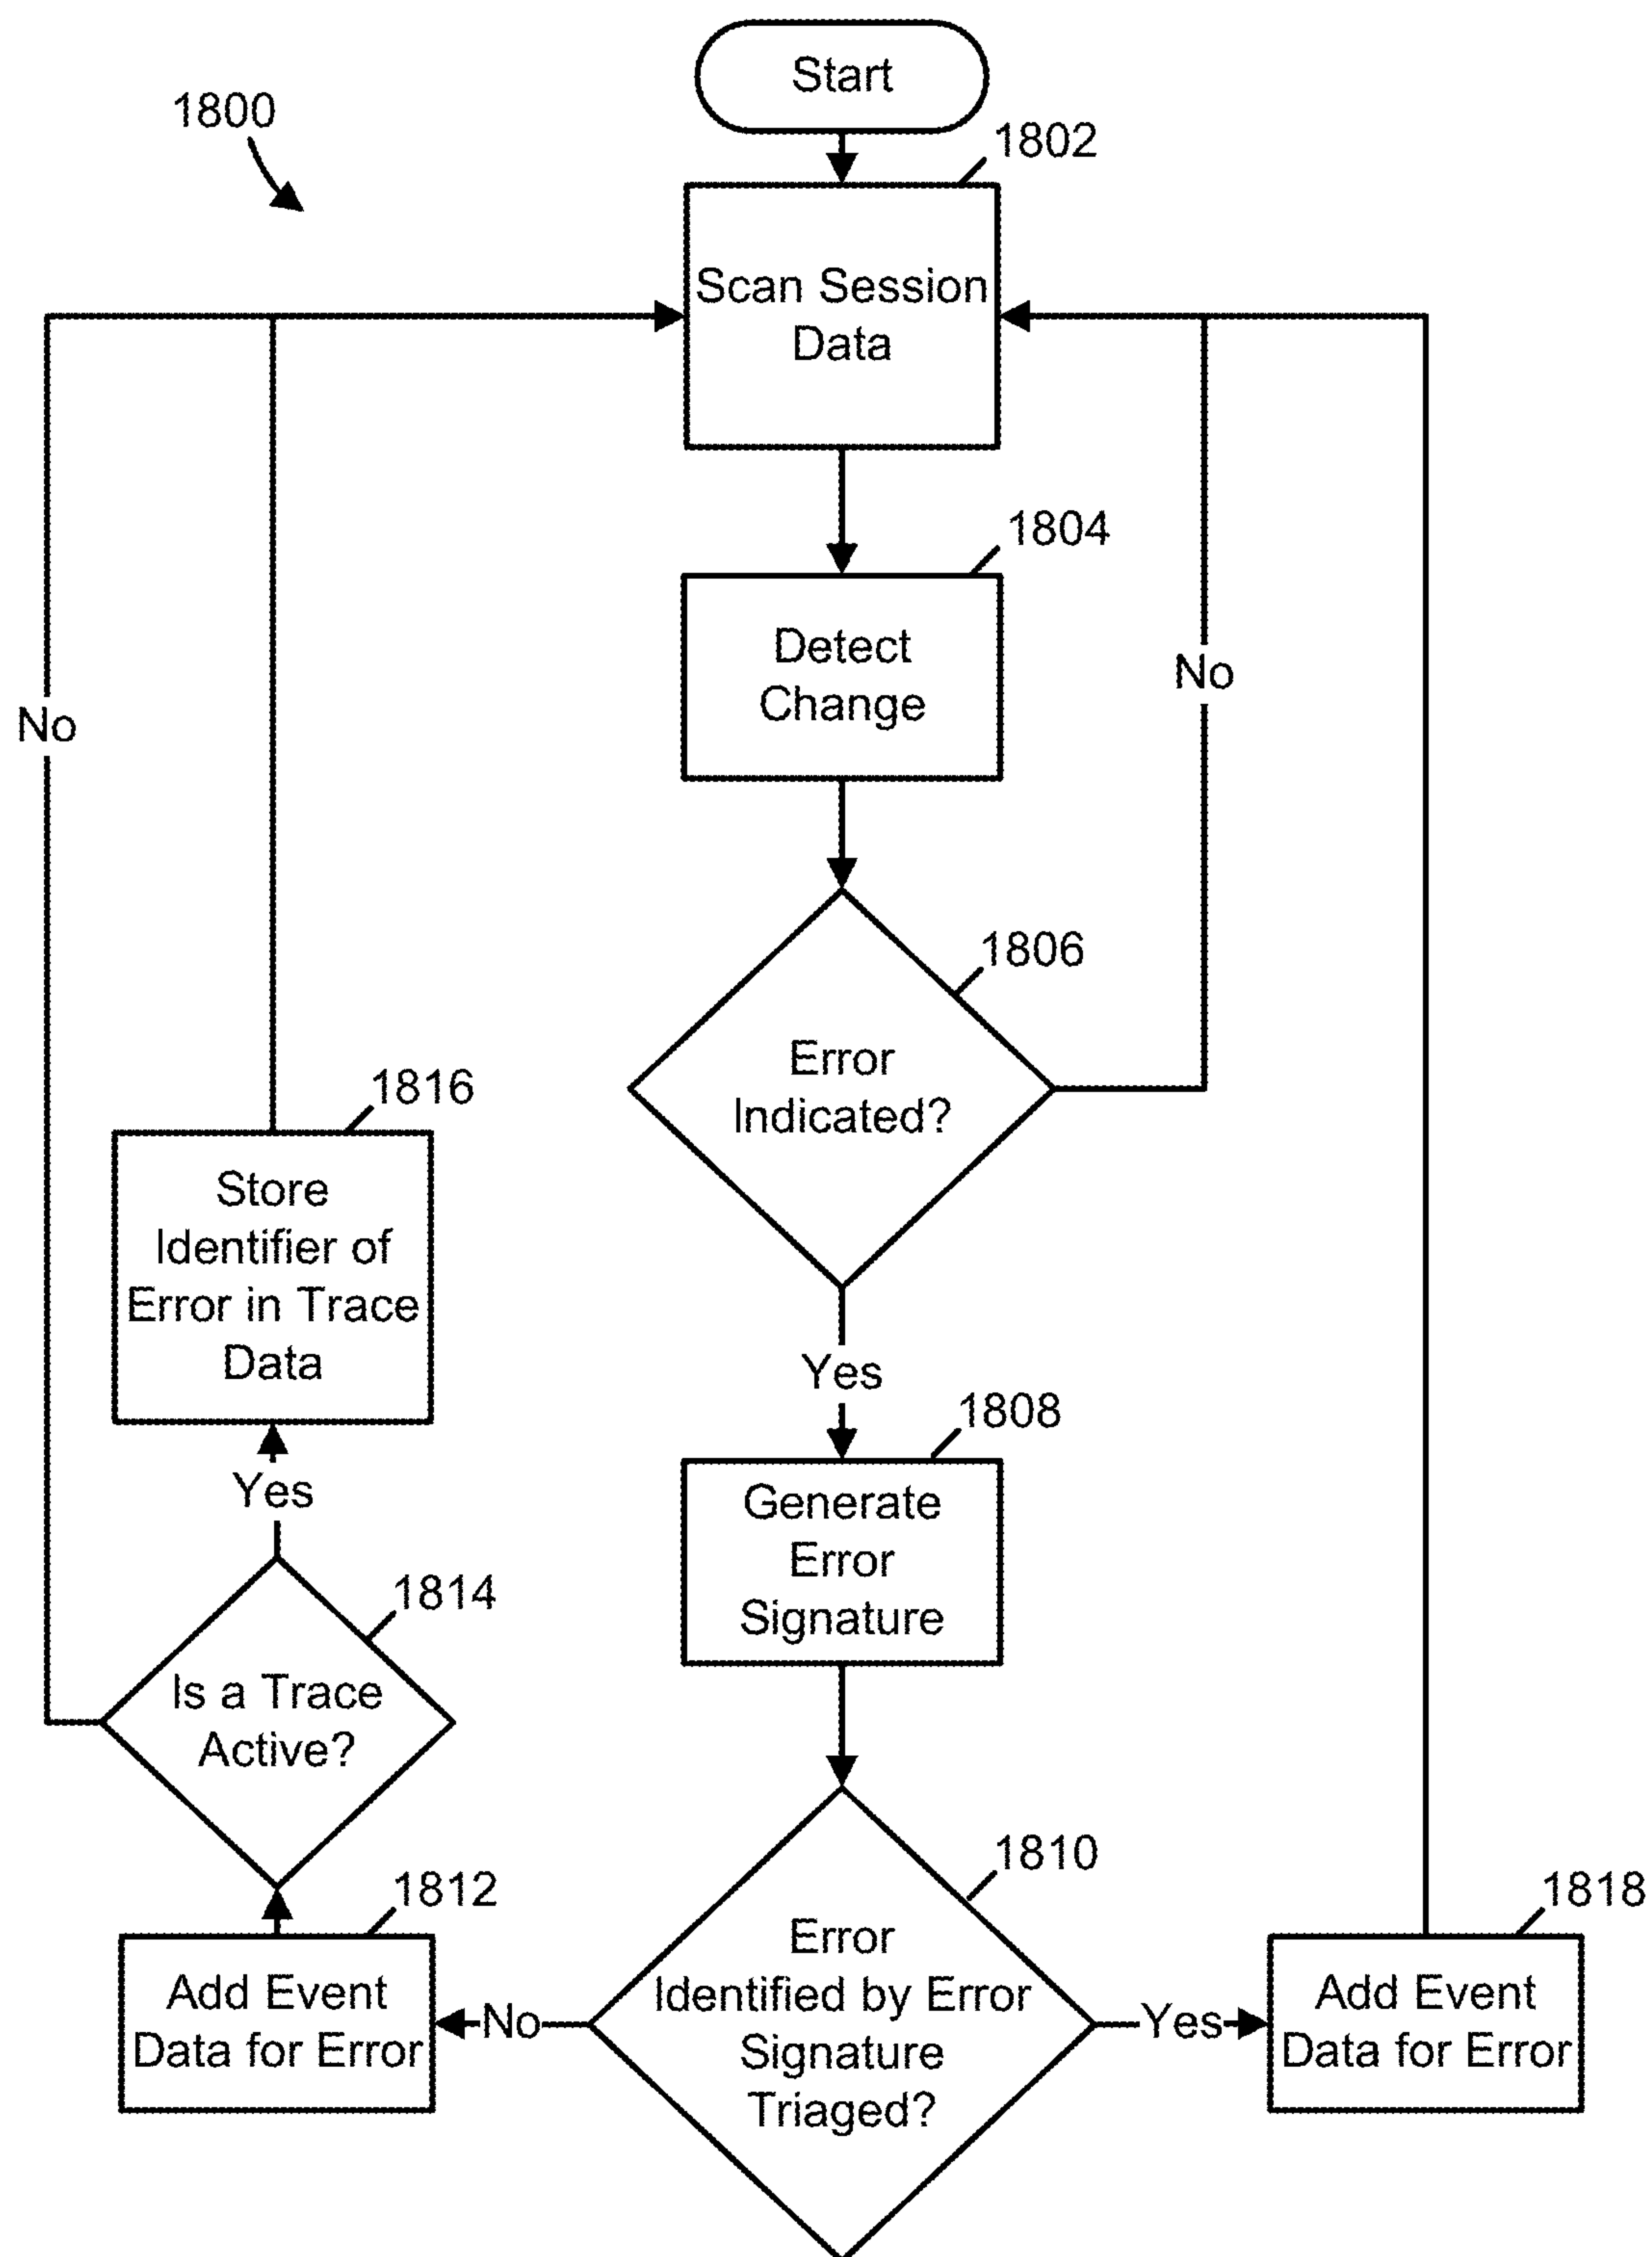 Start
1800
1802
Scan Session
Data
1804
Detect
Change
No
No
1806
Error
Indicated?
1816
Store
Identifier of
Error in Trace
Data
Yes
1808
Generate
Error
Signature
Yes
1814
Is a Trace
Active?
1810
Error
Identified by Error
Signature
Triaged?
1812
Add Event
Data for Error
No
Yes
1818
Add Event
Data for Error